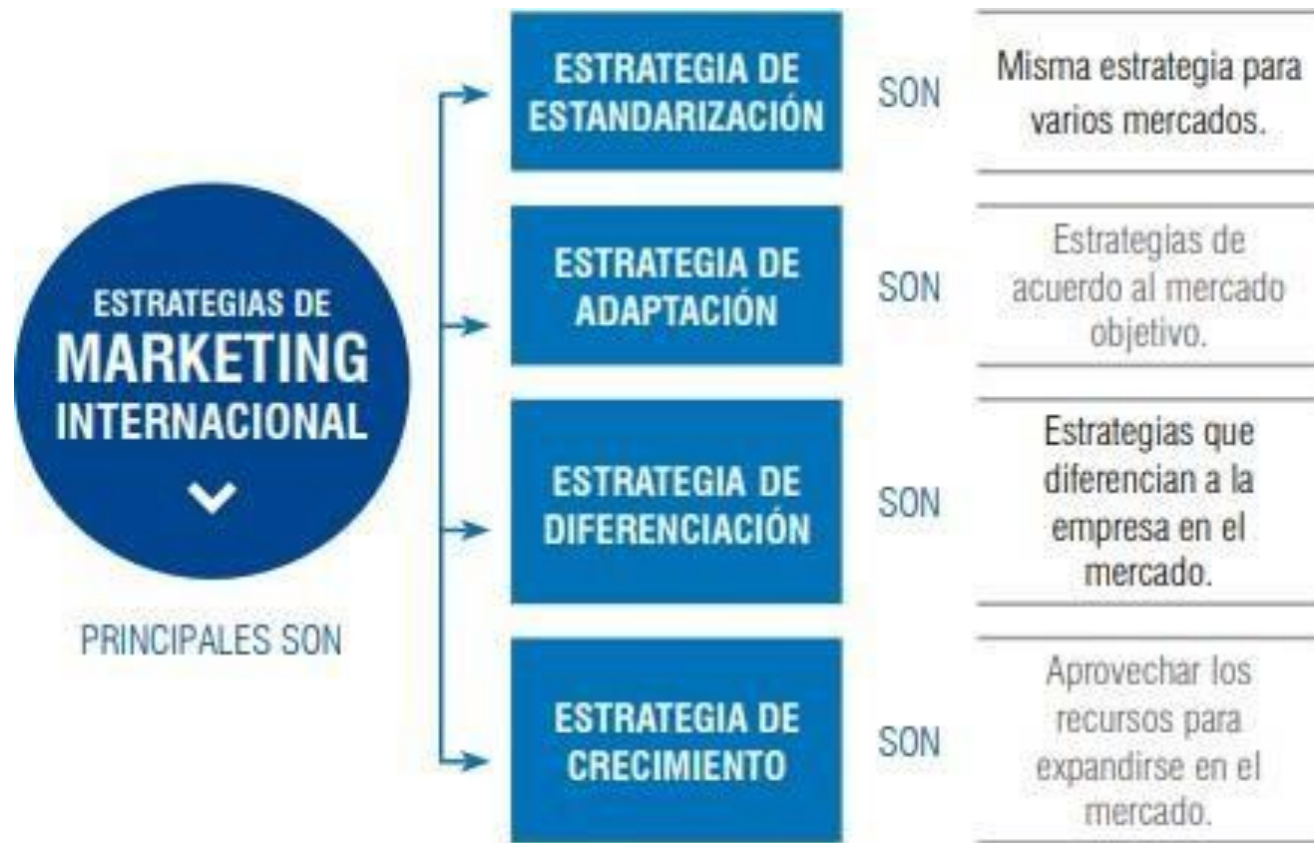 ESTRATEGIAS DE
MARKETING
INTERNACIONAL
PRINCIPALES SON
ESTRATEGIA DE
ESTANDARIZACIÓN
SON
Misma estrategia para
varios mercados.
ESTRATEGIA DE
ADAPTACIÓN
SON
Estrategias de
acuerdo al mercado
objetivo.
ESTRATEGIA DE
DIFERENCIACIÓN
SON
Estrategias que
diferencian a la
empresa en el
mercado.
ESTRATEGIA DE
CRECIMIENTO
SON
Aprovechar los
recursos para
expandirse en el
mercado.